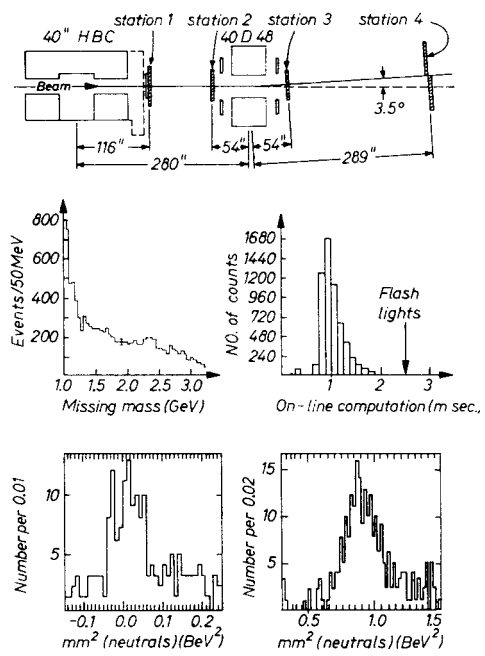 station 1
station 2
station 3
station 4
40" HBC
40 D 48
Beam
3.5°
116"
54"
54"
280"
289"
800
600
400
200
Events/50MeV
1.0
1.5
2.0
2.5
3.0
Missing mass (GeV)
1680
1440
1200
960
720
480
240
NO. of counts
Flash
lights
1
2
3
On-line computation (m sec.)
10
5
Number per 0.01
-0.1
0.0
0.1
0.2
mm² (neutrals)(BeV²)
15
10
5
Number per 0.02
0.5
1.0
1.5
mm² (neutrals)(BeV²)